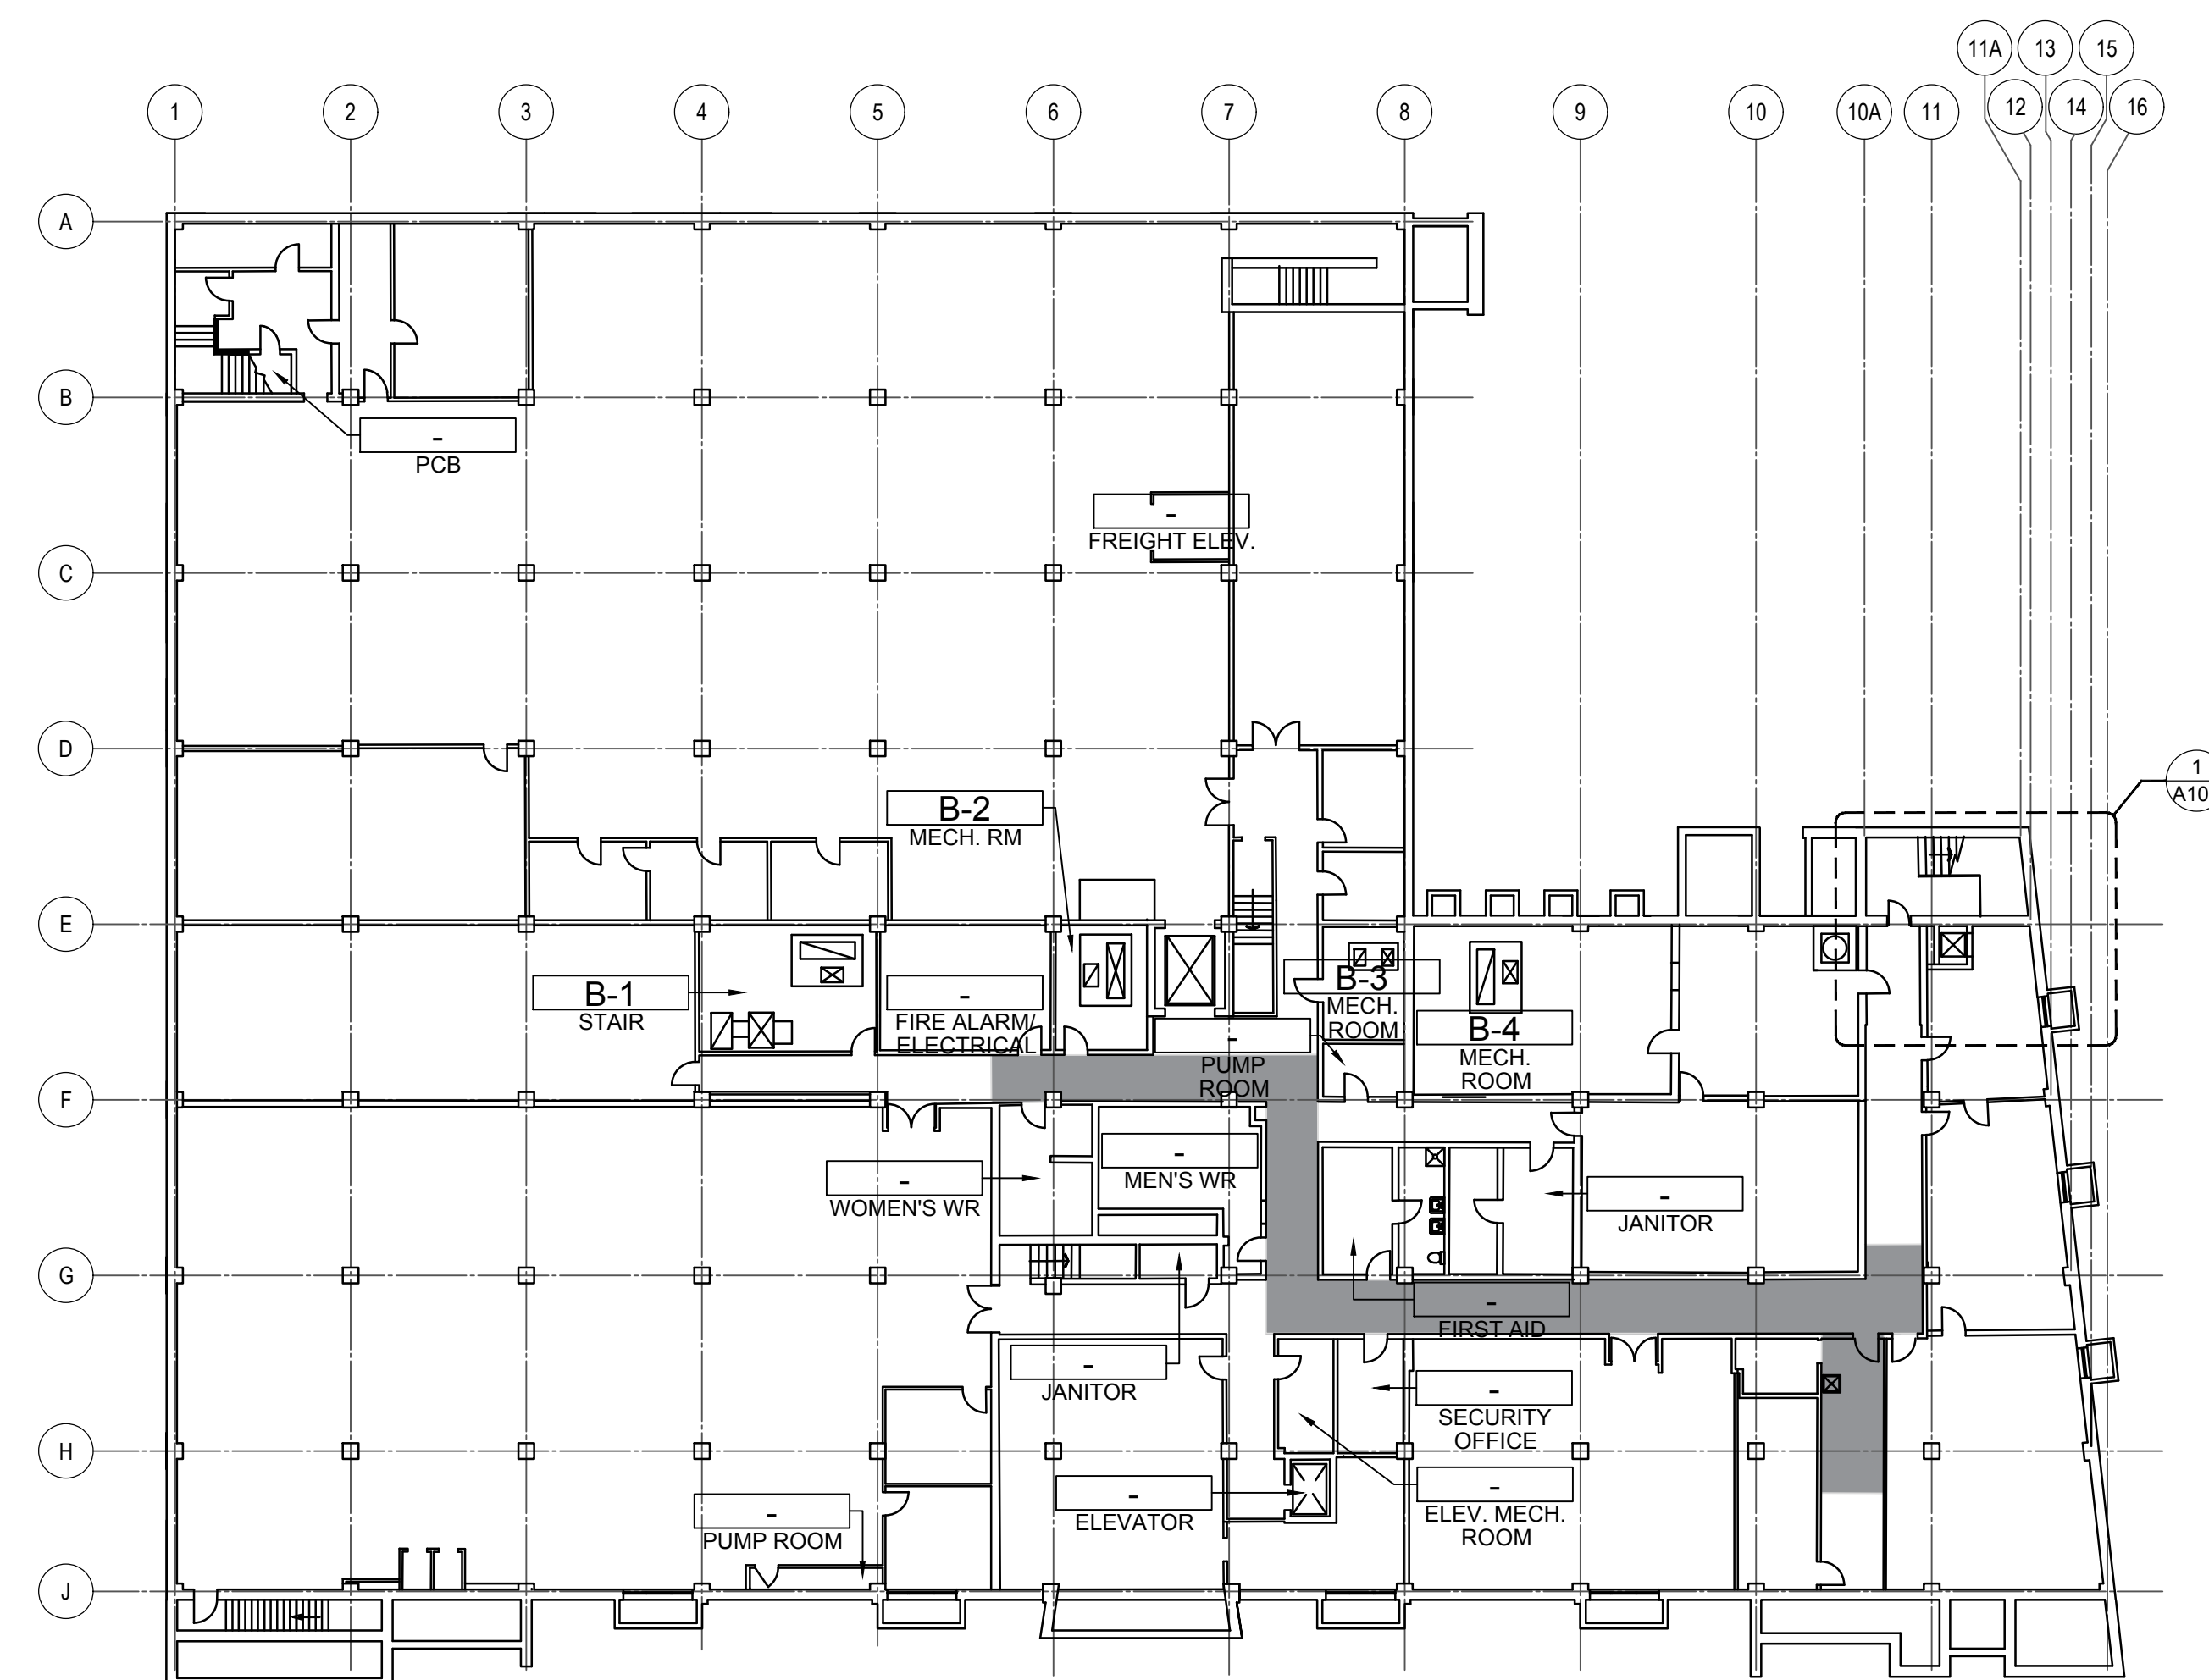 11A 13 15
1 2 3 4 5 6 7 8 9 10 10A 11 12 14 16
A
B
-
PCB
-
FREIGHT ELEV.
C
D
1
A10
B-2
MECH. RM
E
B-1
STAIR
-
FIRE ALARM/
ELECTRICAL
B-3
MECH.
ROOM
B-4
MECH.
ROOM
-
PUMP
ROOM
F
-
WOMEN'S WR
-
MEN'S WR
-
JANITOR
G
-
FIRST AID
-
JANITOR
-
SECURITY
OFFICE
H
-
ELEVATOR
-
ELEV. MECH.
ROOM
-
PUMP ROOM
J